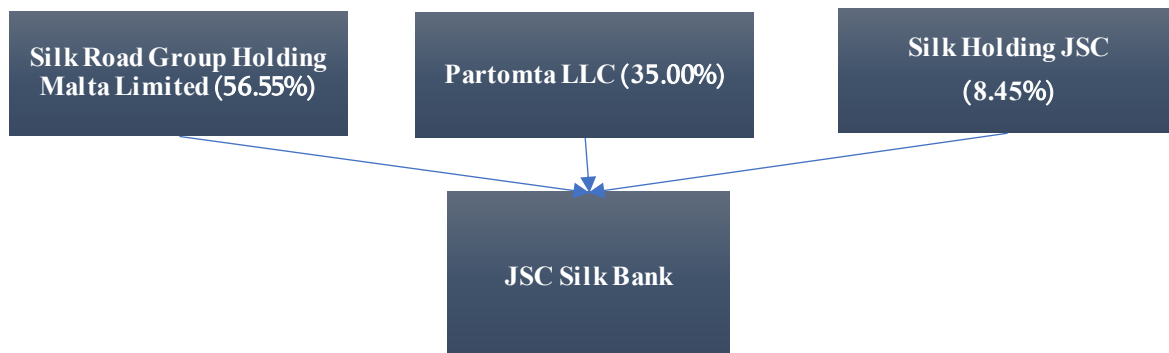 Silk Road Group Holding
Malta Limited (56.55%)
Partomta LLC (35.00%)
Silk Holding JSC
(8.45%)
JSC Silk Bank